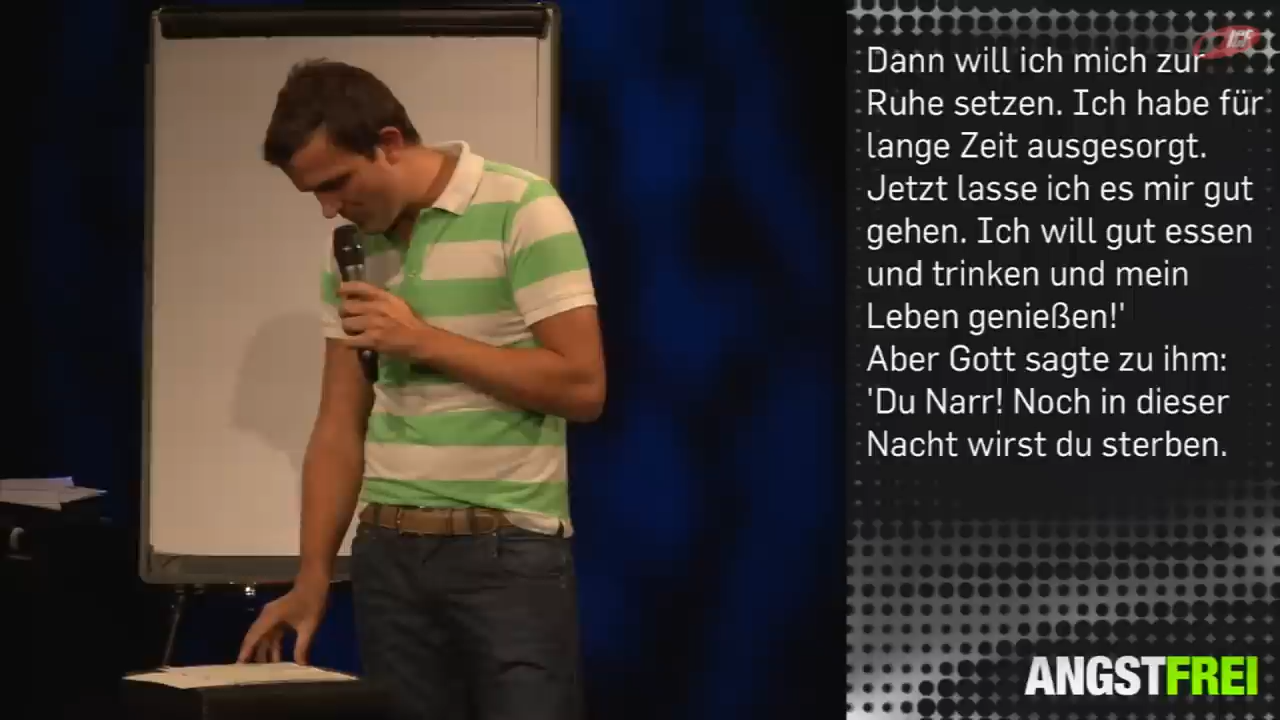 Dann will ich mich zur
Ruhe setzen. Ich habe für
lange Zeit ausgesorgt.
Jetzt lasse ich es mir gut
gehen. Ich will gut essen
und trinken und mein
Leben genießen!'
Aber Gott sagte zu ihm:
'Du Narr! Noch in dieser
Nacht wirst du sterben.
ANGSTFREI